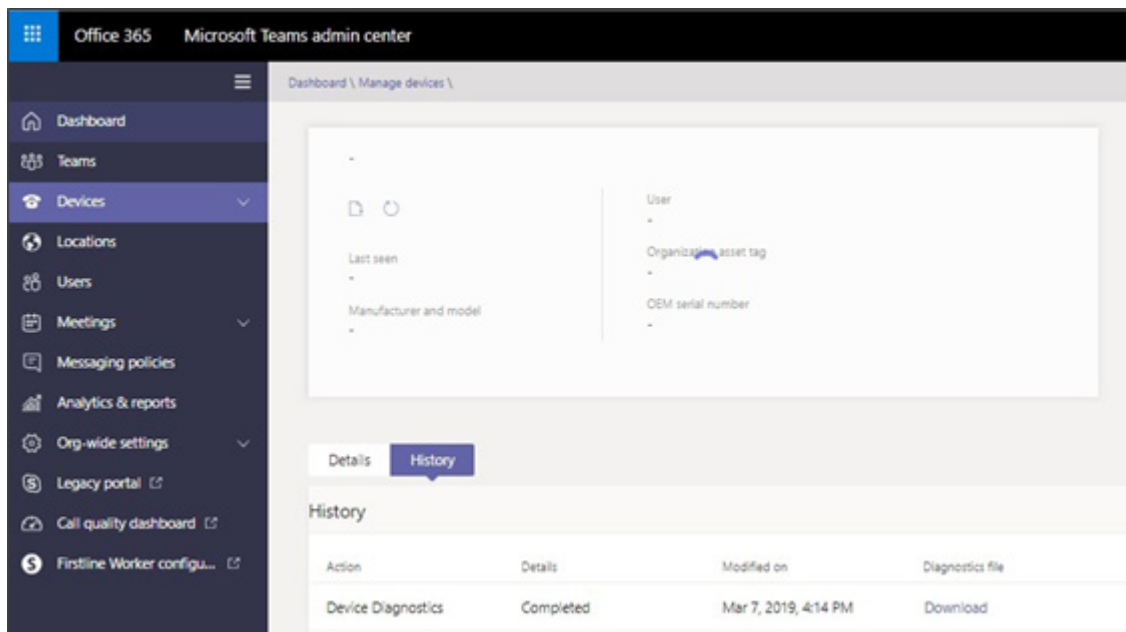 Office 365 Microsoft Teams admin center
Dashboard \ Manage devices \
Dashboard
Teams
Devices
Locations
Users
Meetings
Messaging policies
Analytics & reports
Org-wide settings
Legacy portal
Call quality dashboard
Firstline Worker configu...
-
Last seen
-
Manufacturer and model
-
User
-
Organization asset tag
-
OEM serial number
-
Details History
History
Action Details Modified on Diagnostics file
Device Diagnostics Completed Mar 7, 2019, 4:14 PM Download